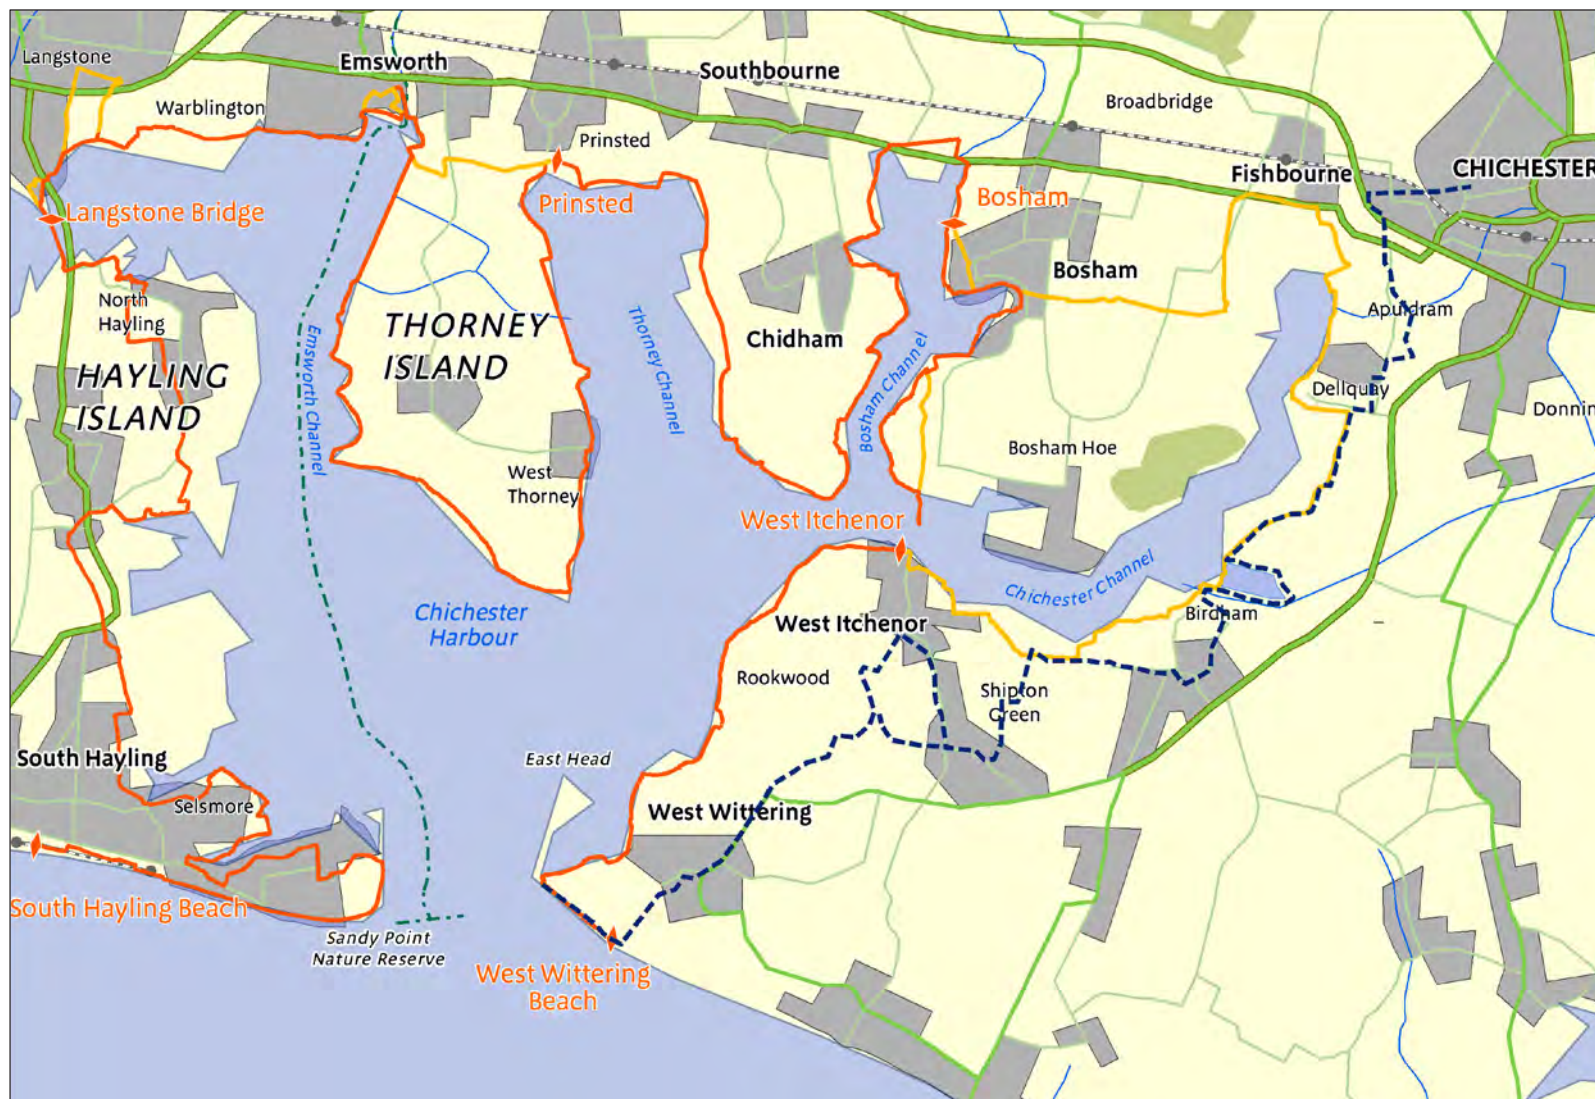 Langstone
Emsworth
Southbourne
Warblington
Broadbridge
Prinsted
Fishbourne
CHICHESTER
Langstone Bridge
Prinsted
Bosham
Bosham
North
Hayling
THORNEY
ISLAND
Chidham
Apuldram
HAYLING
ISLAND
Emsworth Channel
Thorney Channel
Bosham Channel
Dellquay
Donnin
Bosham Hoe
West
Thorney
West Itchenor
Chichester Channel
Chichester
Harbour
West Itchenor
Birdham
Rookwood
Shipton
Green
South Hayling
East Head
Selsmore
West Wittering
South Hayling Beach
Sandy Point
Nature Reserve
West Wittering
Beach